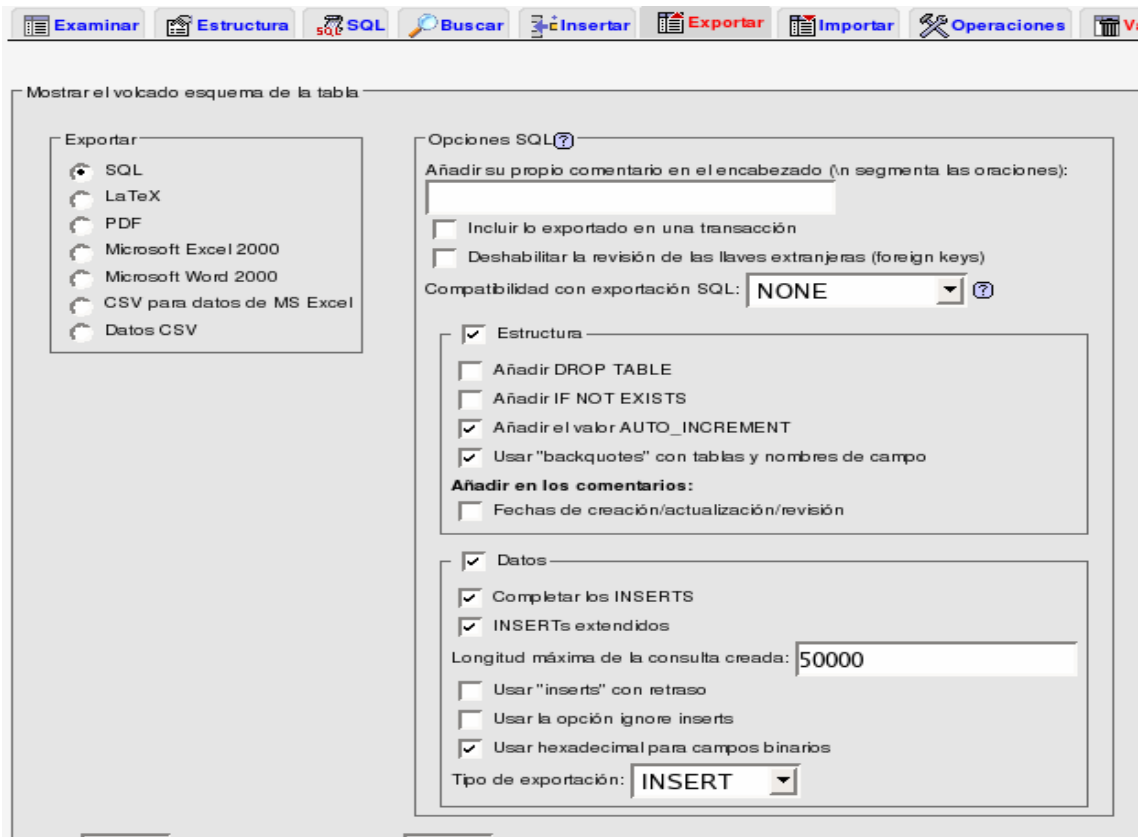 Examinar Estructura SQL Buscar Insertar Exportar Importar Operaciones
Mostrar el volcado esquema de la tabla
Exportar
SQL
LaTeX
PDF
Microsoft Excel 2000
Microsoft Word 2000
CSV para datos de MS Excel
Datos CSV
Opciones SQL
Añadir su propio comentario en el encabezado (\n segmenta las oraciones):
Incluir lo exportado en una transacción
Deshabilitar la revisión de las llaves extranjeras (foreign keys)
Compatibilidad con exportación SQL: NONE
Estructura
Añadir DROP TABLE
Añadir IF NOT EXISTS
Añadir el valor AUTO_INCREMENT
Usar "backquotes" con tablas y nombres de campo
Añadir en los comentarios:
Fechas de creación/actualización/revisión
Datos
Completar los INSERTS
INSERTs extendidos
Longitud máxima de la consulta creada: 50000
Usar "inserts" con retraso
Usar la opción ignore inserts
Usar hexadecimal para campos binarios
Tipo de exportación: INSERT